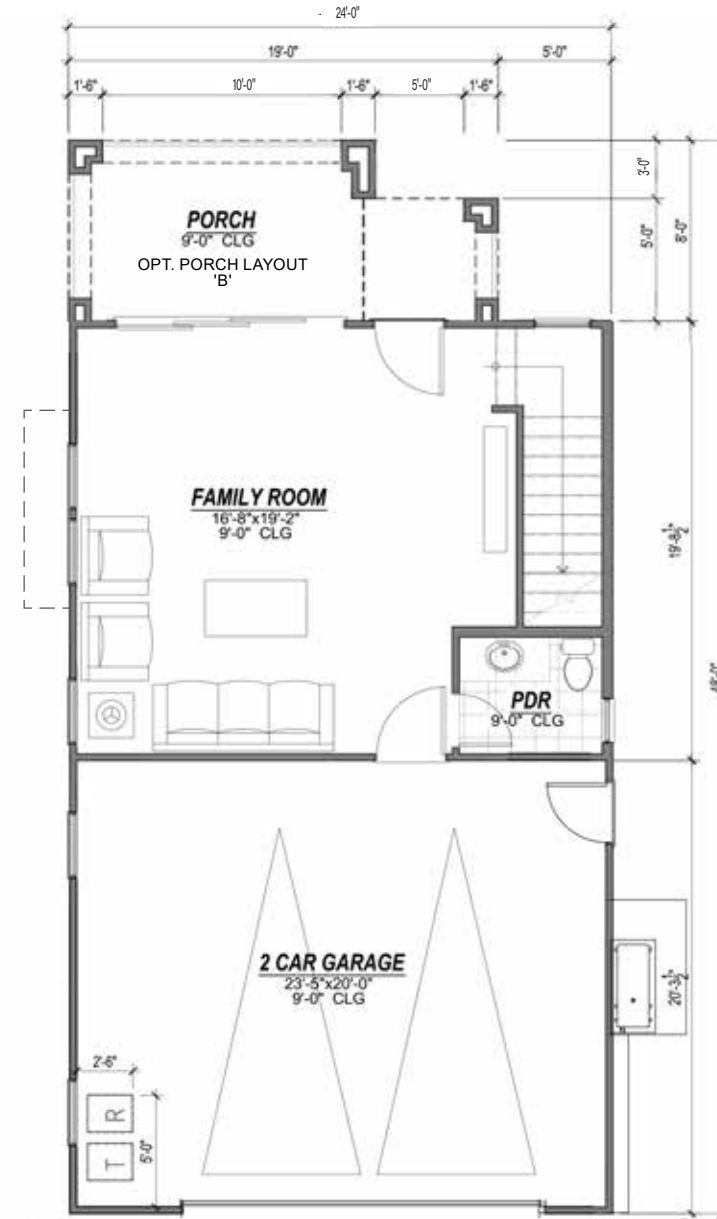 24'-0"
19'-0" 5'-0"
1'-6" 10'-0" 1'-6" 5'-0" 1'-6"
3'-0"
5'-0"
8'-0"
PORCH
9'-0" CLG
OPT. PORCH LAYOUT
'B'
FAMILY ROOM
16'-8"x19'-2"
9'-0" CLG
19'-8½"
PDR
9'-0" CLG
2 CAR GARAGE
23'-5"x20'-0"
9'-0" CLG
20'-3½"
2'-6"
R
T
5'-0"